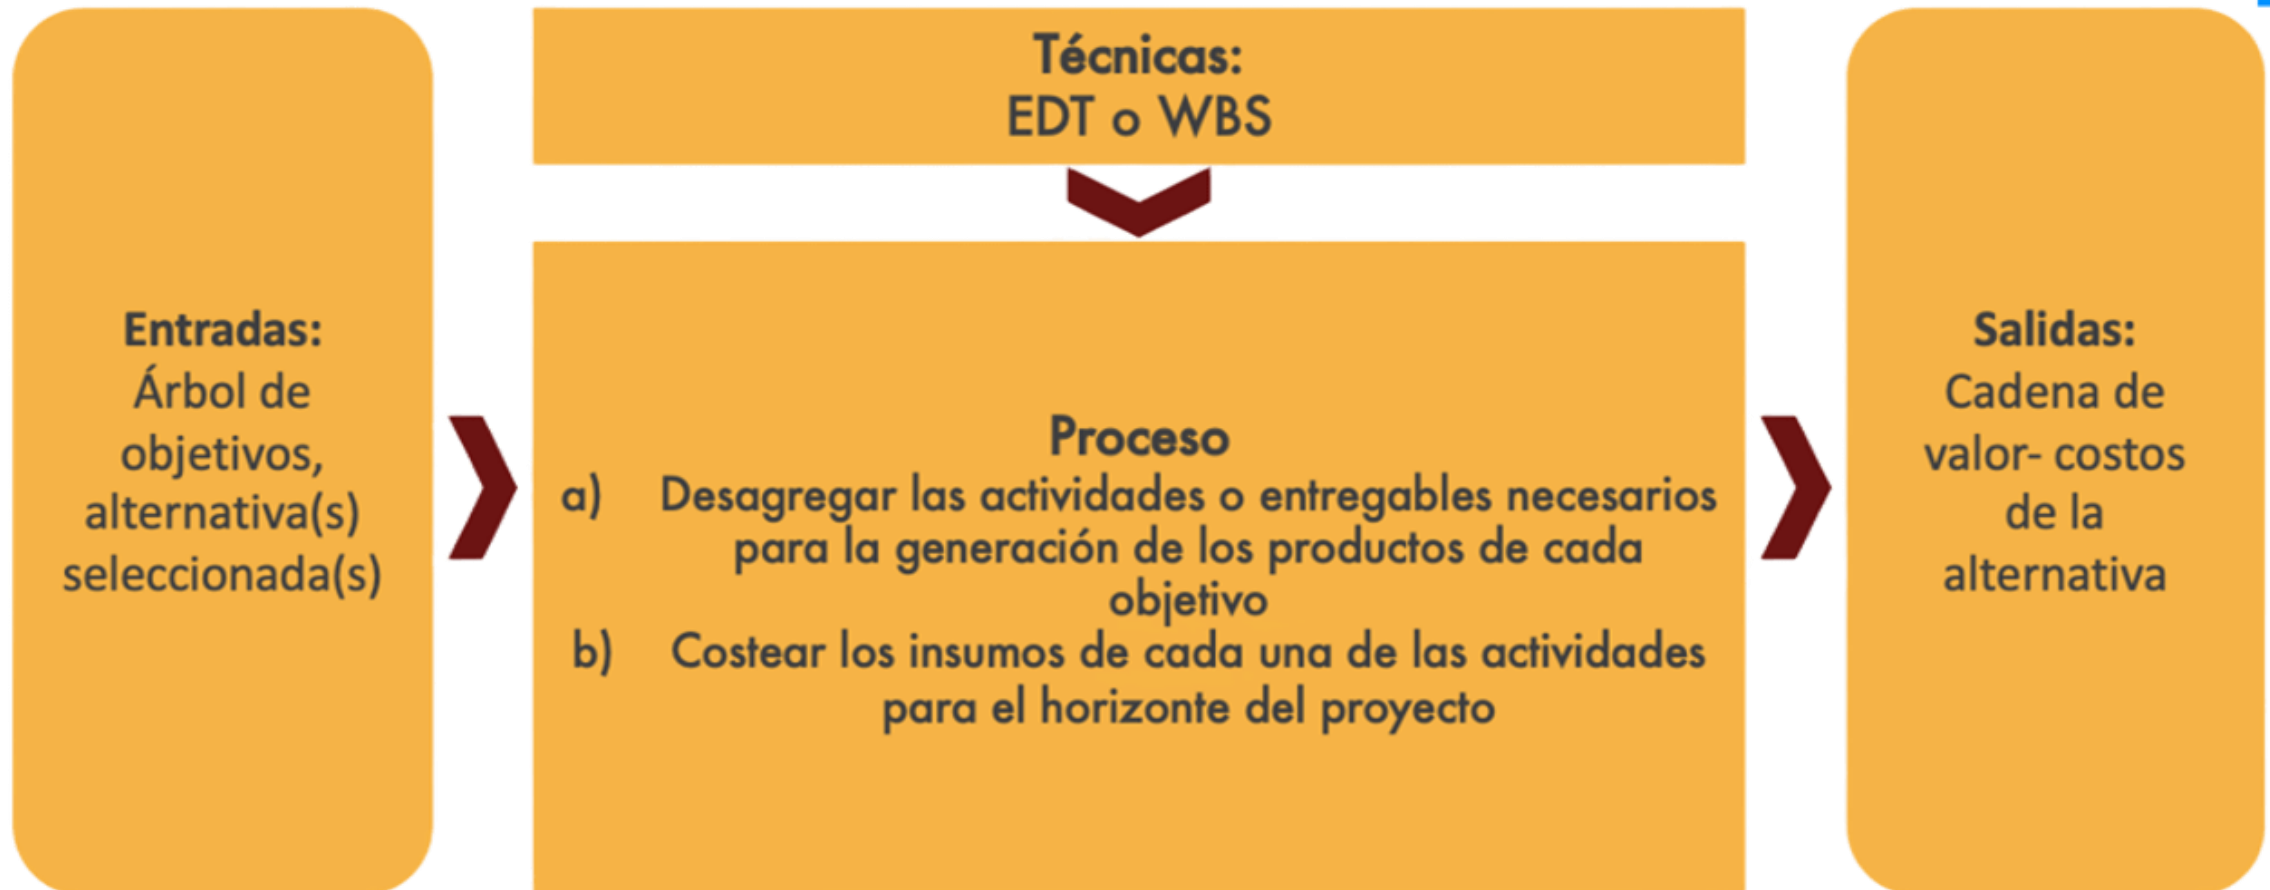 Entradas:
Árbol de
objetivos,
alternativa(s)
seleccionada(s)
Técnicas:
EDT o WBS
Proceso
a) Desagregar las actividades o entregables necesarios
para la generación de los productos de cada
objetivo
b) Costear los insumos de cada una de las actividades
para el horizonte del proyecto
Salidas:
Cadena de
valor- costos
de la
alternativa